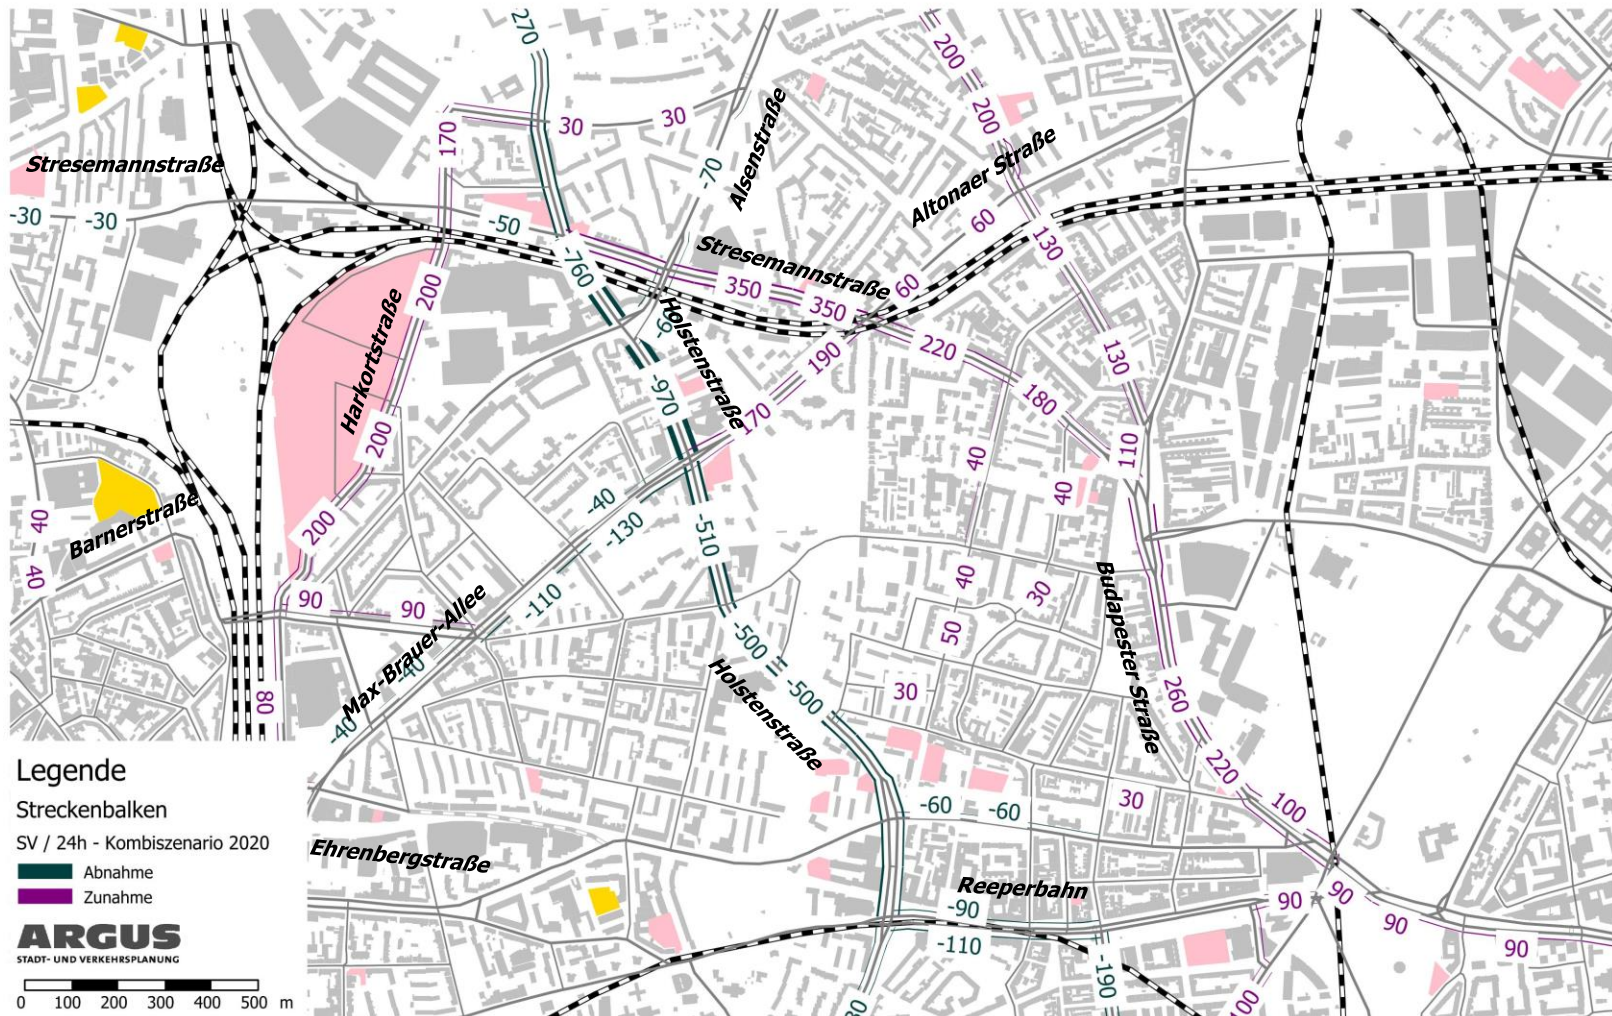 270
200
30
30
170
200
-70
Alsenstraße
Altonaer Straße
Stresemannstraße
-30
-30
-50
60
130
-760
Stresemannstraße
350
350
60
200
Harkortstraße
Holstenstraße
190
220
130
-970
170
180
200
110
40
40
-40
-130
-510
200
Barnerstraße
40
40
90
90
-110
40
30
50
Max-Brauer-Allee
-40
-40
80
-500
-500
Holstenstraße
30
Budapester Straße
260
220
100
30
-60
-60
Legende
Streckenbalken
SV / 24h - Kombiszenario 2020
Abnahme
Zunahme
ARGUS
STADT- UND VERKEHRSPLANUNG
0 100 200 300 400 500 m
Ehrenbergstraße
Reeperbahn
-90
-110
90
90
90
90
-190
100